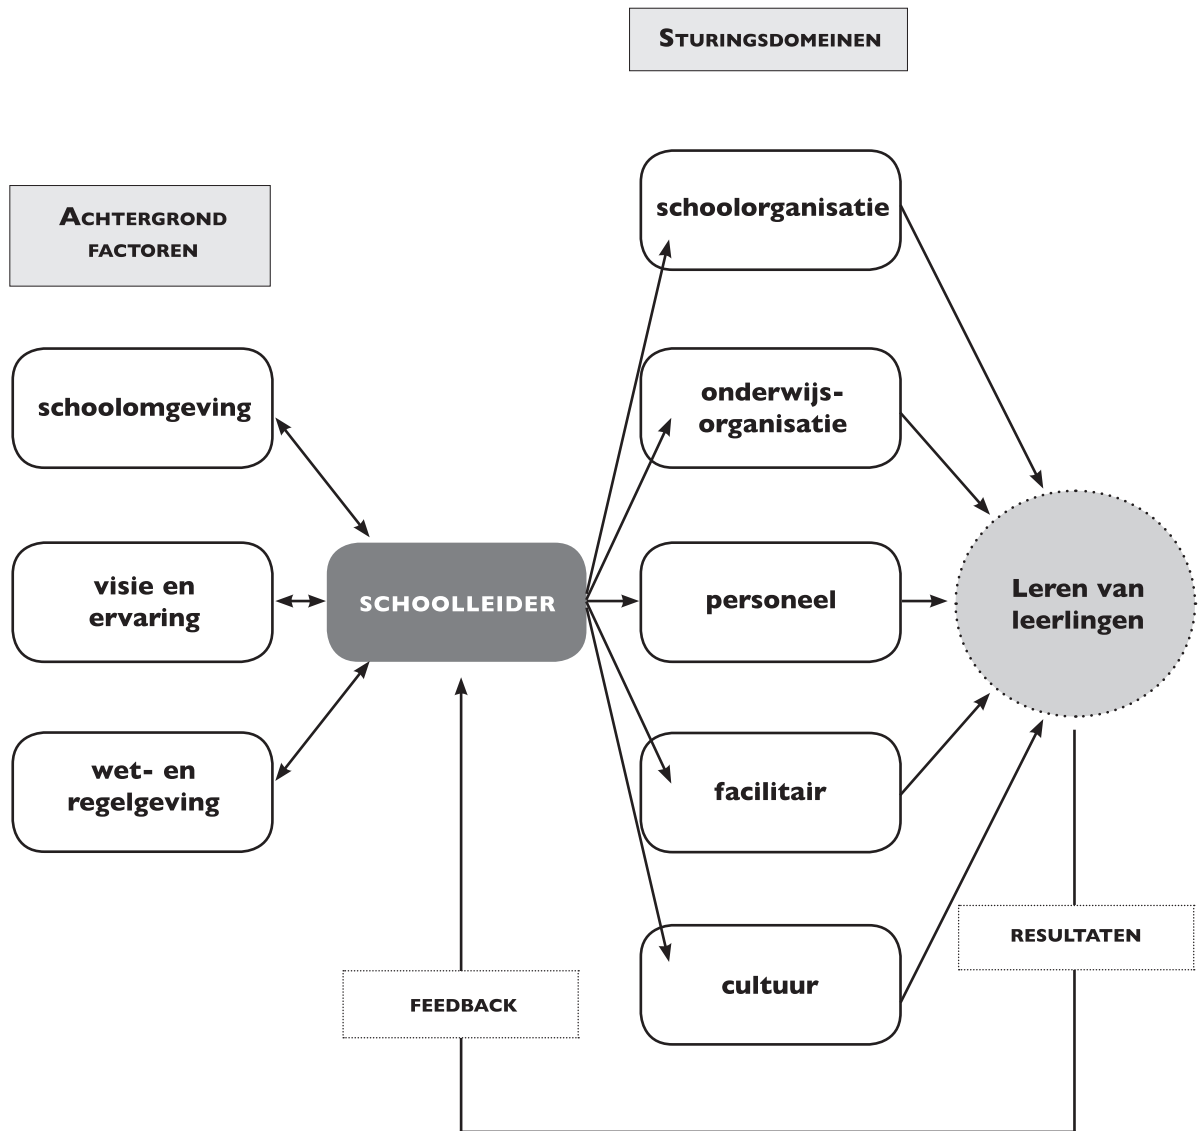 STURINGSDOMEINEN
ACHTERGROND
FACTOREN
schoolomgeving
visie en
ervaring
wet- en
regelgeving
SCHOOLLEIDER
schoolorganisatie
onderwijs-
organisatie
personeel
facilitair
cultuur
Leren van
leerlingen
RESULTATEN
FEEDBACK